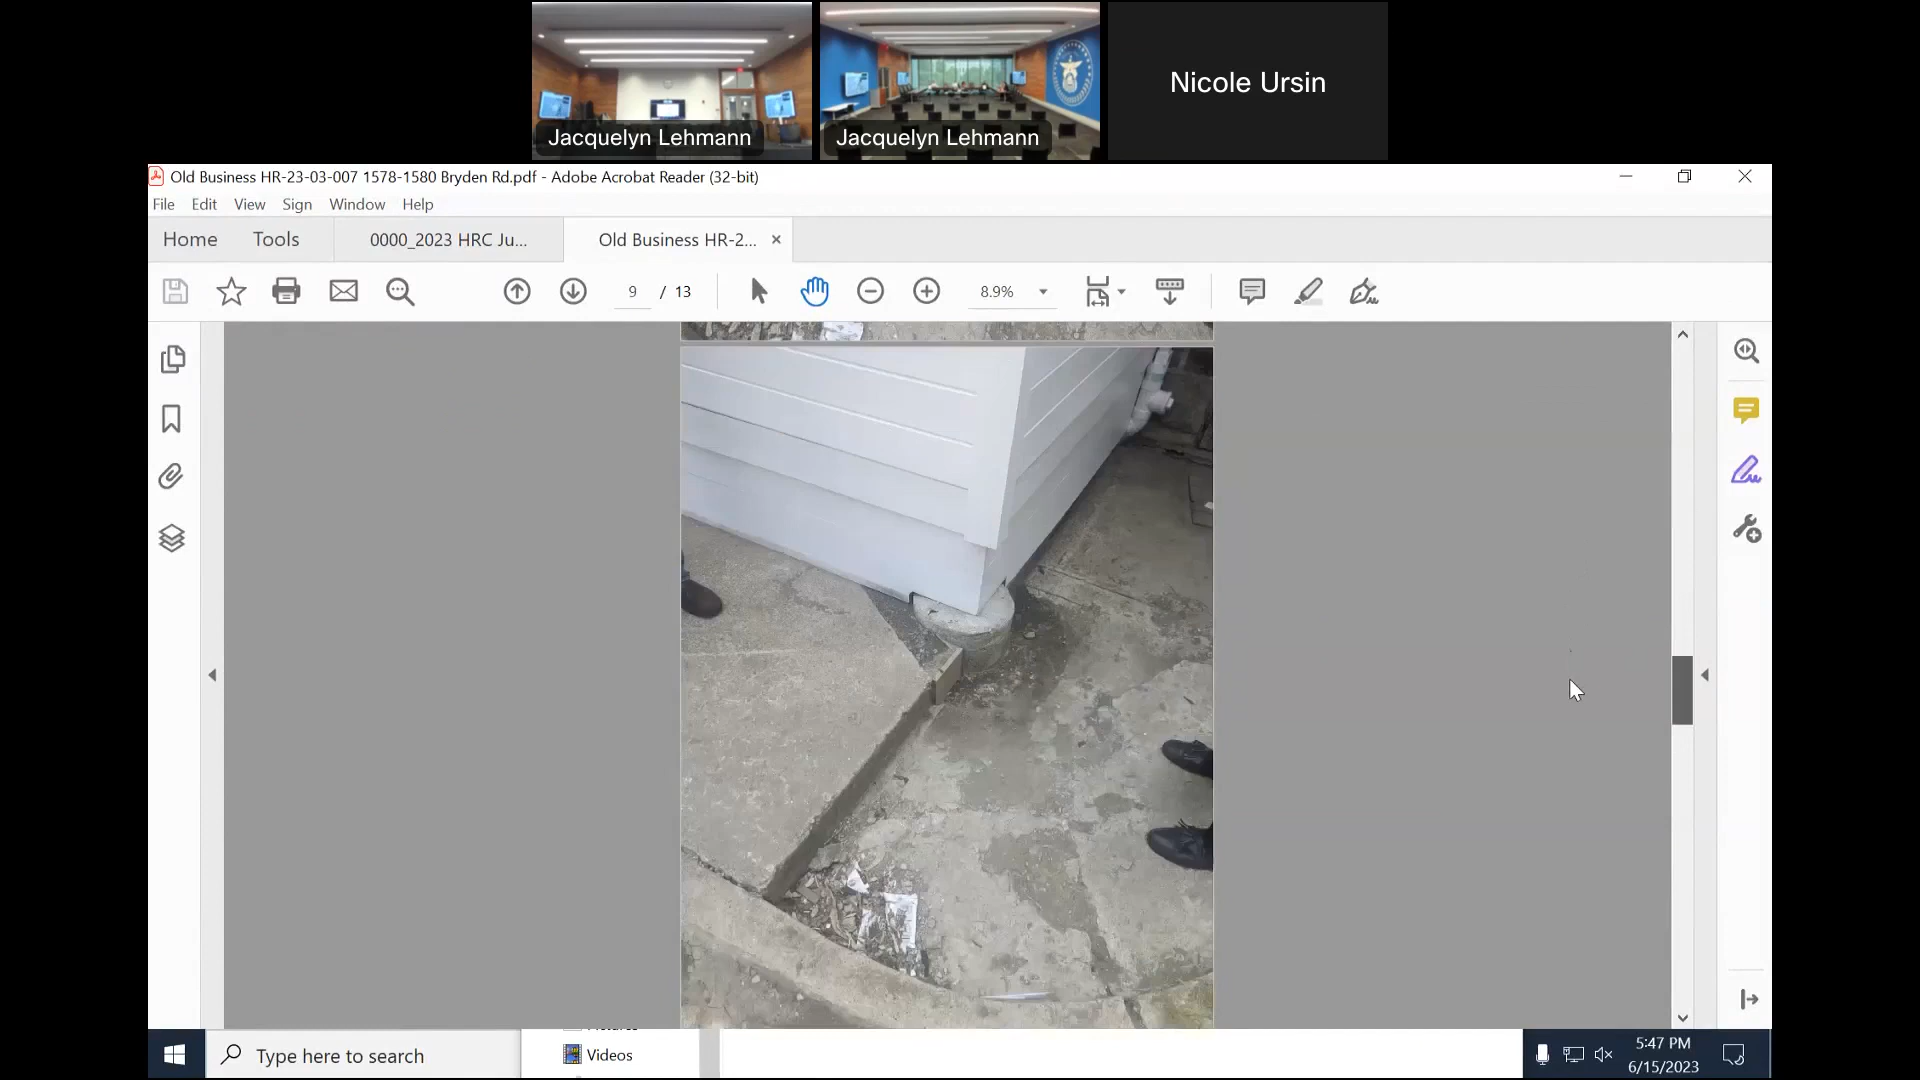 Jacquelyn Lehmann
Jacquelyn Lehmann
Nicole Ursin
Old Business HR-23-03-007 1578-1580 Bryden Rd.pdf - Adobe Acrobat Reader (32-bit)
File Edit View Sign Window Help
Home Tools 0000_2023 HRC Ju... Old Business HR-2...
9 / 13 8.9%
Type here to search
Videos
5:47 PM
6/15/2023